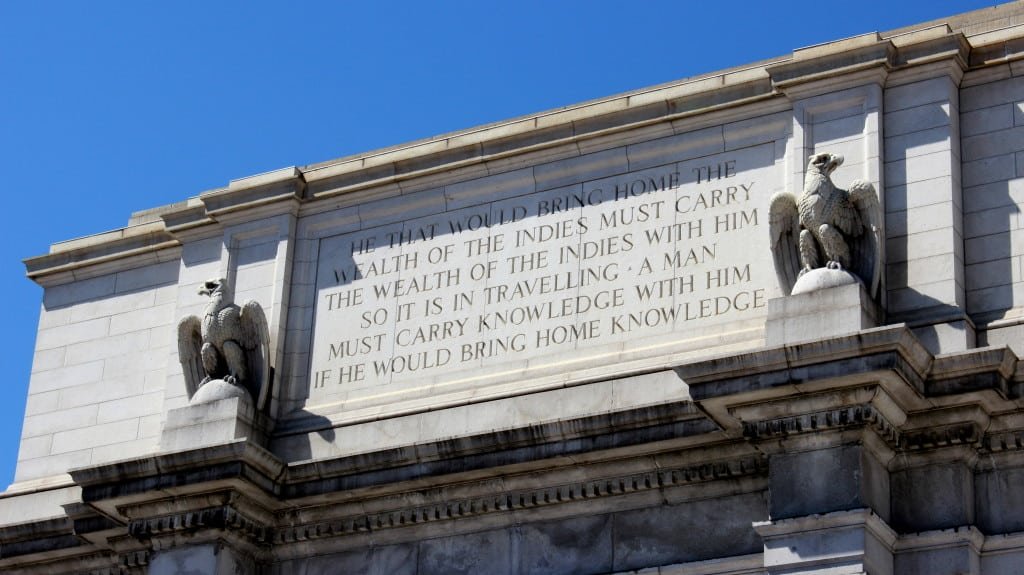 HE THAT WOULD BRING HOME THE
WEALTH OF THE INDIES MUST CARRY
THE WEALTH OF THE INDIES WITH HIM
SO IT IS IN TRAVELLING · A MAN
MUST CARRY KNOWLEDGE WITH HIM
IF HE WOULD BRING HOME KNOWLEDGE